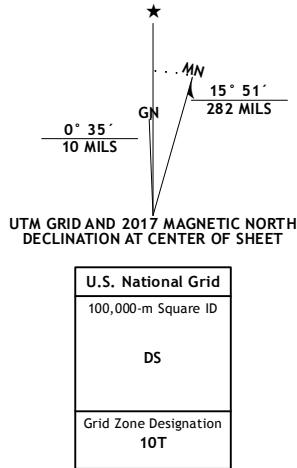 ★
MN
GN
15° 51´
282 MILS
0° 35´
10 MILS
UTM GRID AND 2017 MAGNETIC NORTH
DECLINATION AT CENTER OF SHEET
U.S. National Grid
100,000-m Square ID
DS
Grid Zone Designation
10T